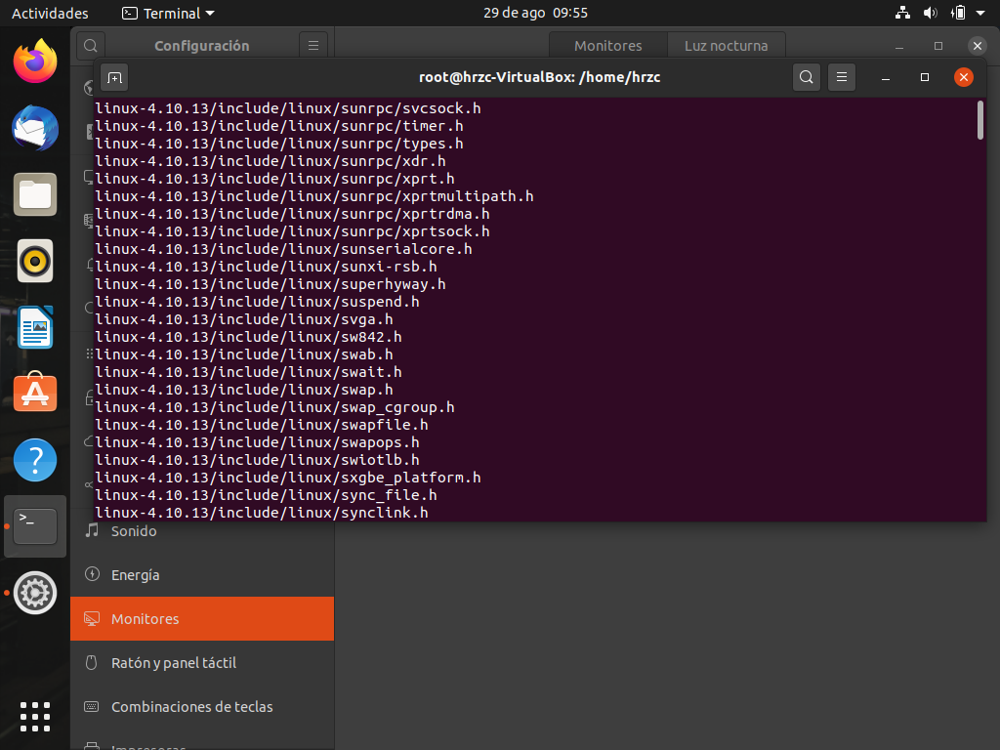 Actividades
Terminal
29 de ago 09:55
Configuración
Monitores
Luz nocturna
root@hrzc-VirtualBox: /home/hrzc
linux-4.10.13/include/linux/sunrpc/svcsock.h
linux-4.10.13/include/linux/sunrpc/timer.h
linux-4.10.13/include/linux/sunrpc/types.h
linux-4.10.13/include/linux/sunrpc/xdr.h
linux-4.10.13/include/linux/sunrpc/xprt.h
linux-4.10.13/include/linux/sunrpc/xprtmultipath.h
linux-4.10.13/include/linux/sunrpc/xprtrdma.h
linux-4.10.13/include/linux/sunrpc/xprtsock.h
linux-4.10.13/include/linux/sunserialcore.h
linux-4.10.13/include/linux/sunxi-rsb.h
linux-4.10.13/include/linux/superhyway.h
linux-4.10.13/include/linux/suspend.h
linux-4.10.13/include/linux/svga.h
linux-4.10.13/include/linux/sw842.h
linux-4.10.13/include/linux/swab.h
linux-4.10.13/include/linux/swait.h
linux-4.10.13/include/linux/swap.h
linux-4.10.13/include/linux/swap_cgroup.h
linux-4.10.13/include/linux/swapfile.h
linux-4.10.13/include/linux/swapops.h
linux-4.10.13/include/linux/swiotlb.h
linux-4.10.13/include/linux/sxgbe_platform.h
linux-4.10.13/include/linux/sync_file.h
linux-4.10.13/include/linux/synclink.h
Sonido
Energía
Monitores
Ratón y panel táctil
Combinaciones de teclas
Impresoras